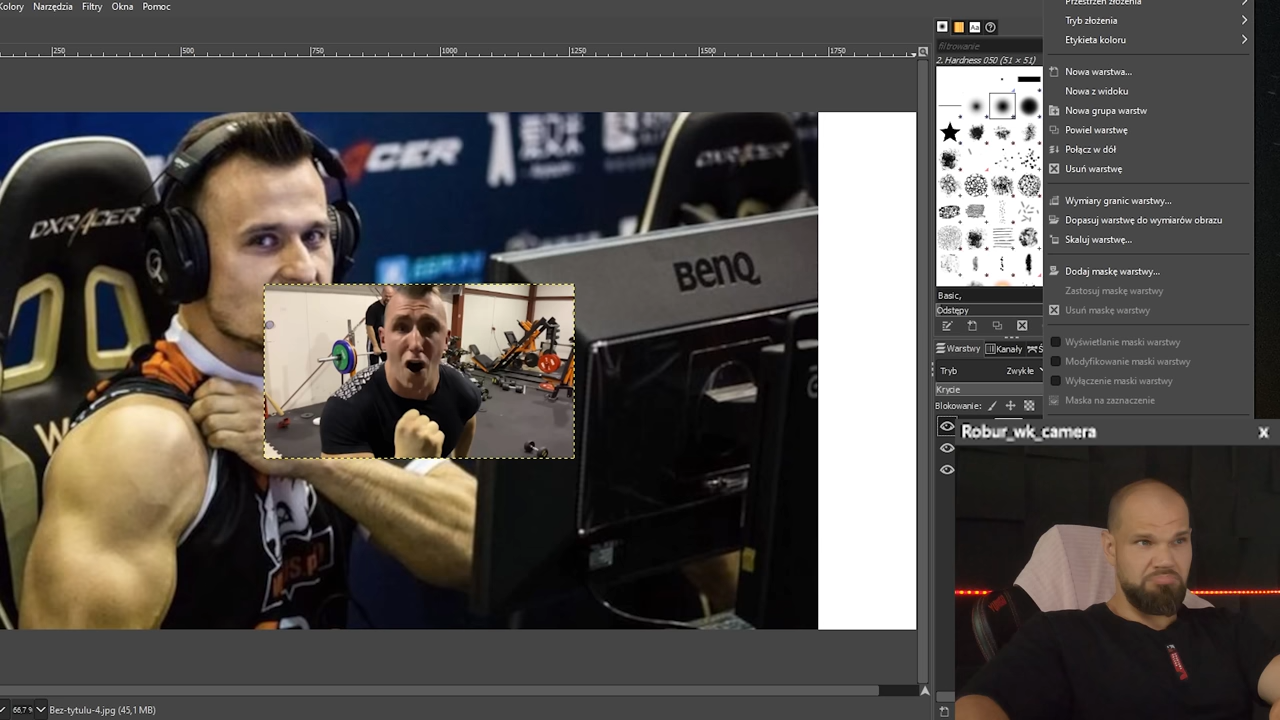 Kolory Narzędzia Filtry Okna Pomoc
250 500 750 1000 1250 1500 1750
filtrowanie
2. Hardness 050 (51 × 51)
Przestrzeń złożenia
Tryb złożenia
Etykieta koloru
Nowa warstwa...
Nowa z widoku
Nowa grupa warstw
Powiel warstwę
Połącz w dół
Usuń warstwę
Wymiary granic warstwy...
Dopasuj warstwę do wymiarów obrazu
Skaluj warstwę...
Dodaj maskę warstwy...
Zastosuj maskę warstwy
Usuń maskę warstwy
Wyświetlanie maski warstwy
Modyfikowanie maski warstwy
Wyłączenie maski warstwy
Maska na zaznaczenie
Basic,
Odstępy
Warstwy Kanały
Tryb Zwykłe
Krycie
Blokowanie:
DXRACER
ACER
DXRACER
BENQ
Robur_wk_camera x
66,7 % Bez-tytulu-4.jpg (45,1 MB)